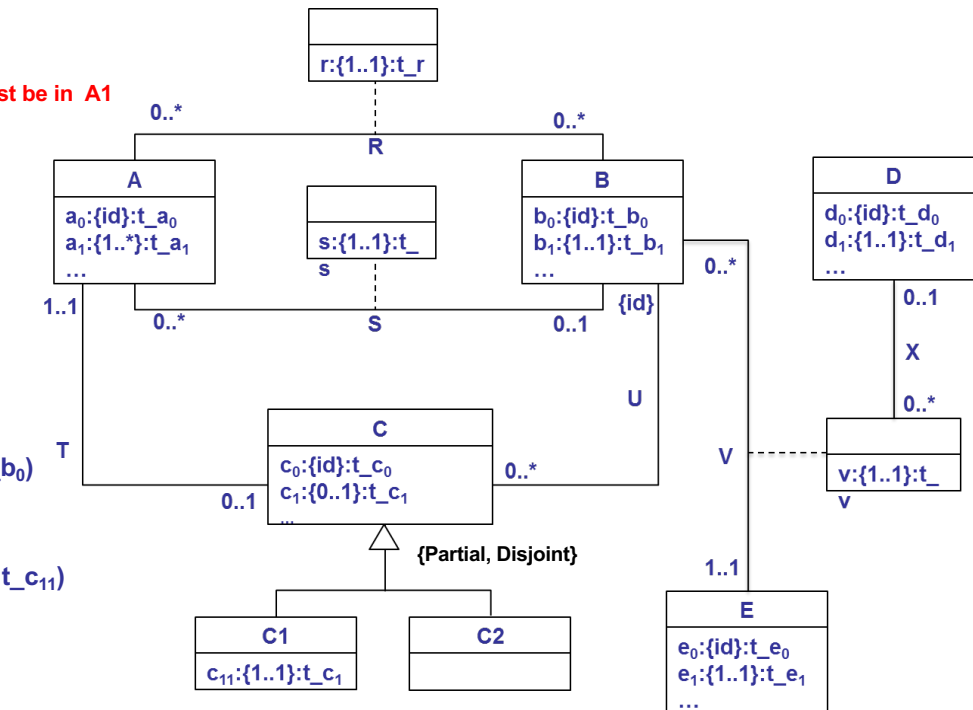 r:{1..1}:t_r
st be in A1
0..*
0..*
R
A
a₀:{id}:t_a₀
a₁:{1..*}:t_a₁
...
s:{1..1}:t_
s
B
b₀:{id}:t_b₀
b₁:{1..1}:t_b₁
...
D
d₀:{id}:t_d₀
d₁:{1..1}:t_d₁
...
0..*
1..1
0..*
S
0..1
{id}
0..1
X
U
0..*
C
c₀:{id}:t_c₀
c₁:{0..1}:t_c₁
...
T
b₀)
0..1
0..*
V
v:{1..1}:t_
v
{Partial, Disjoint}
t_c₁₁)
1..1
C1
c₁₁:{1..1}:t_c₁
C2
E
e₀:{id}:t_e₀
e₁:{1..1}:t_e₁
...